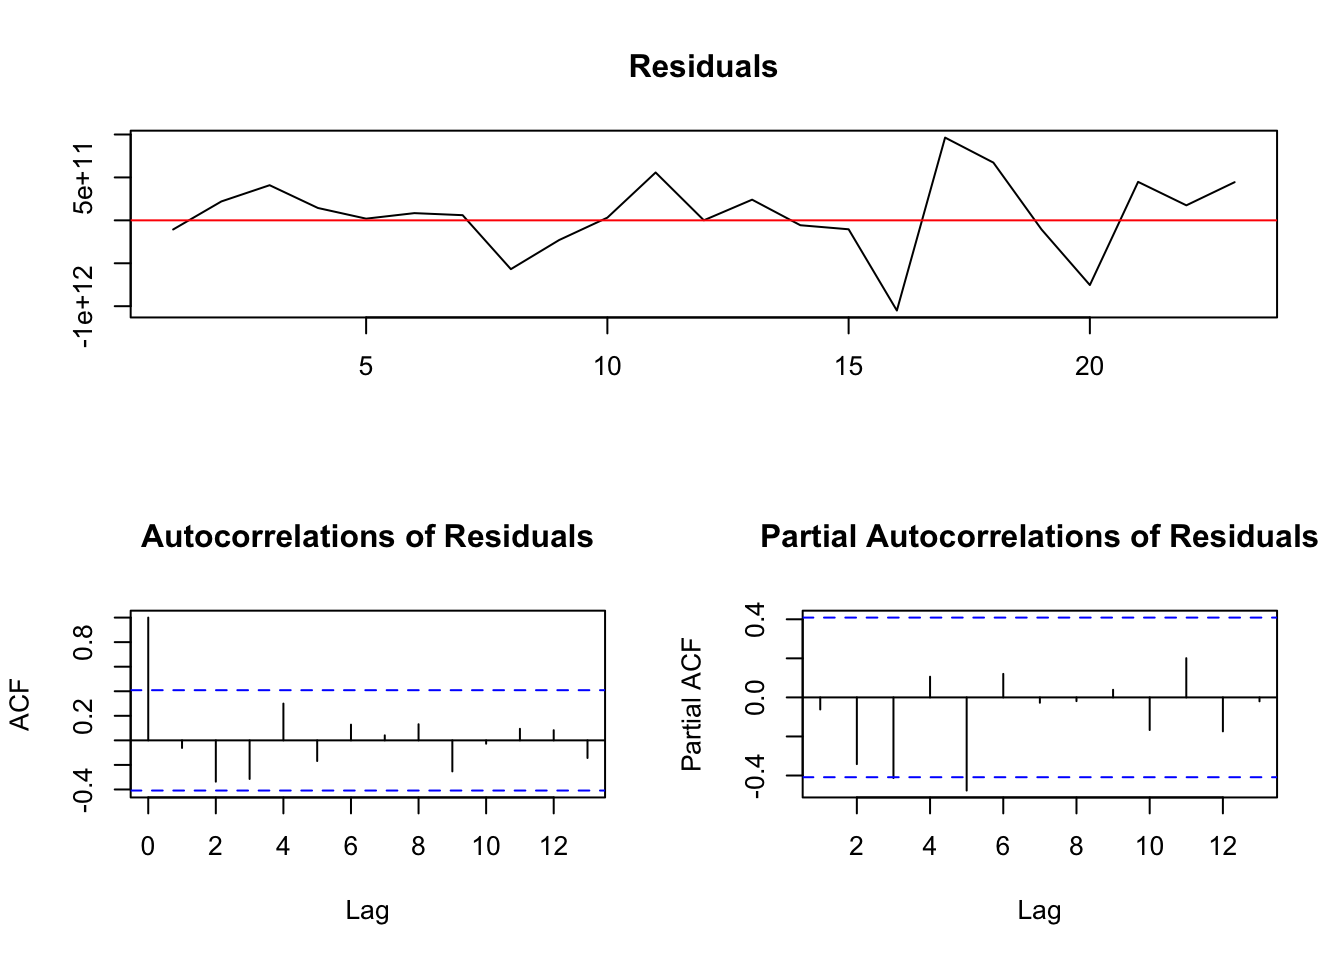 Residuals
5e+11
-1e+12
5 10 15 20
Autocorrelations of Residuals
ACF
0.8
0.2
-0.4
0 2 4 6 8 10 12
Lag
Partial Autocorrelations of Residuals
Partial ACF
0.4
0.0
-0.4
2 4 6 8 10 12
Lag